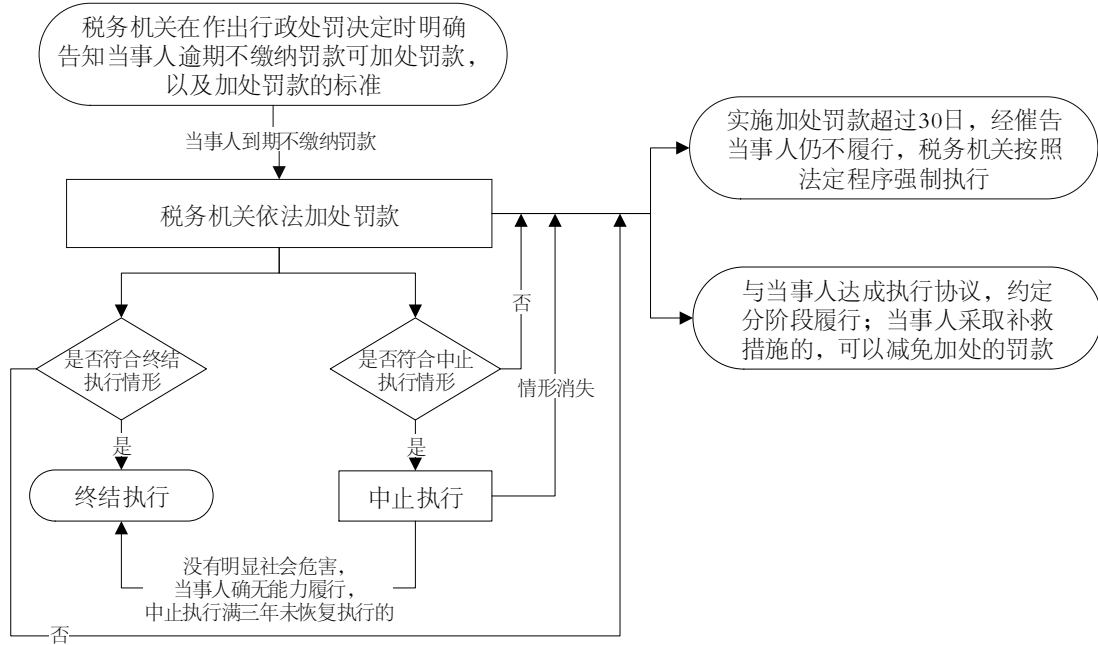 税务机关在作出行政处罚决定时明确
告知当事人逾期不缴纳罚款可加处罚款，
以及加处罚款的标准
当事人到期不缴纳罚款
税务机关依法加处罚款
实施加处罚款超过30日，经催告
当事人仍不履行，税务机关按照
法定程序强制执行
与当事人达成执行协议，约定
分阶段履行；当事人采取补救
措施的，可以减免加处的罚款
是否符合终结
执行情形
是否符合中止
执行情形
否
情形消失
是
是
终结执行
中止执行
没有明显社会危害，
当事人确无能力履行，
中止执行满三年未恢复执行的
否